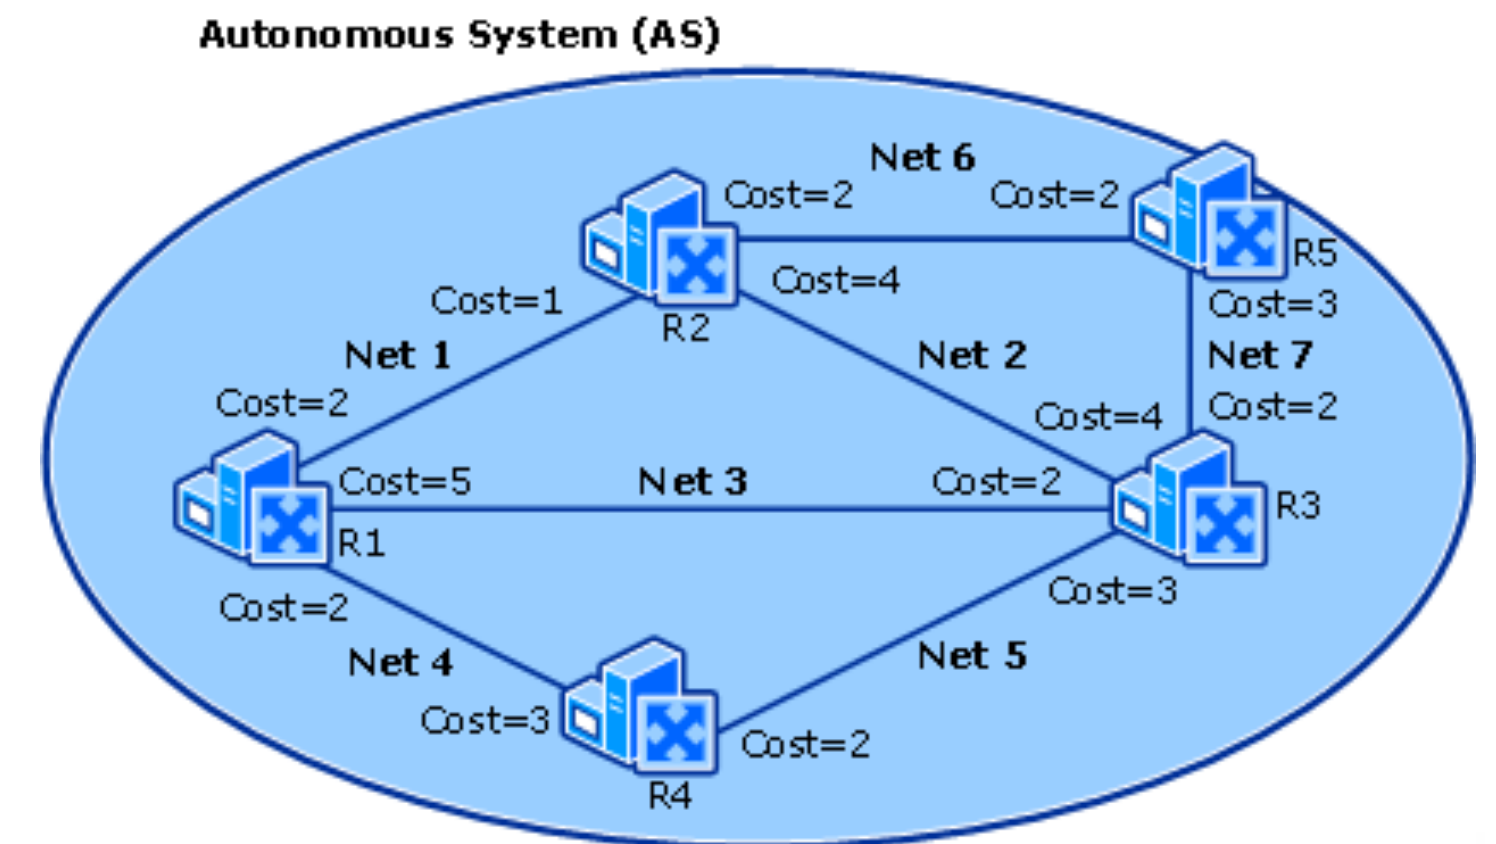 Autonomous System (AS)
Net 6
Cost=2
Cost=2
R5
Cost=4
Cost=1
Cost=3
R2
Net 1
Net 2
Net 7
Cost=2
Cost=4
Cost=2
Cost=5
Net 3
Cost=2
R3
R1
Cost=2
Cost=3
Net 4
Net 5
Cost=3
Cost=2
R4